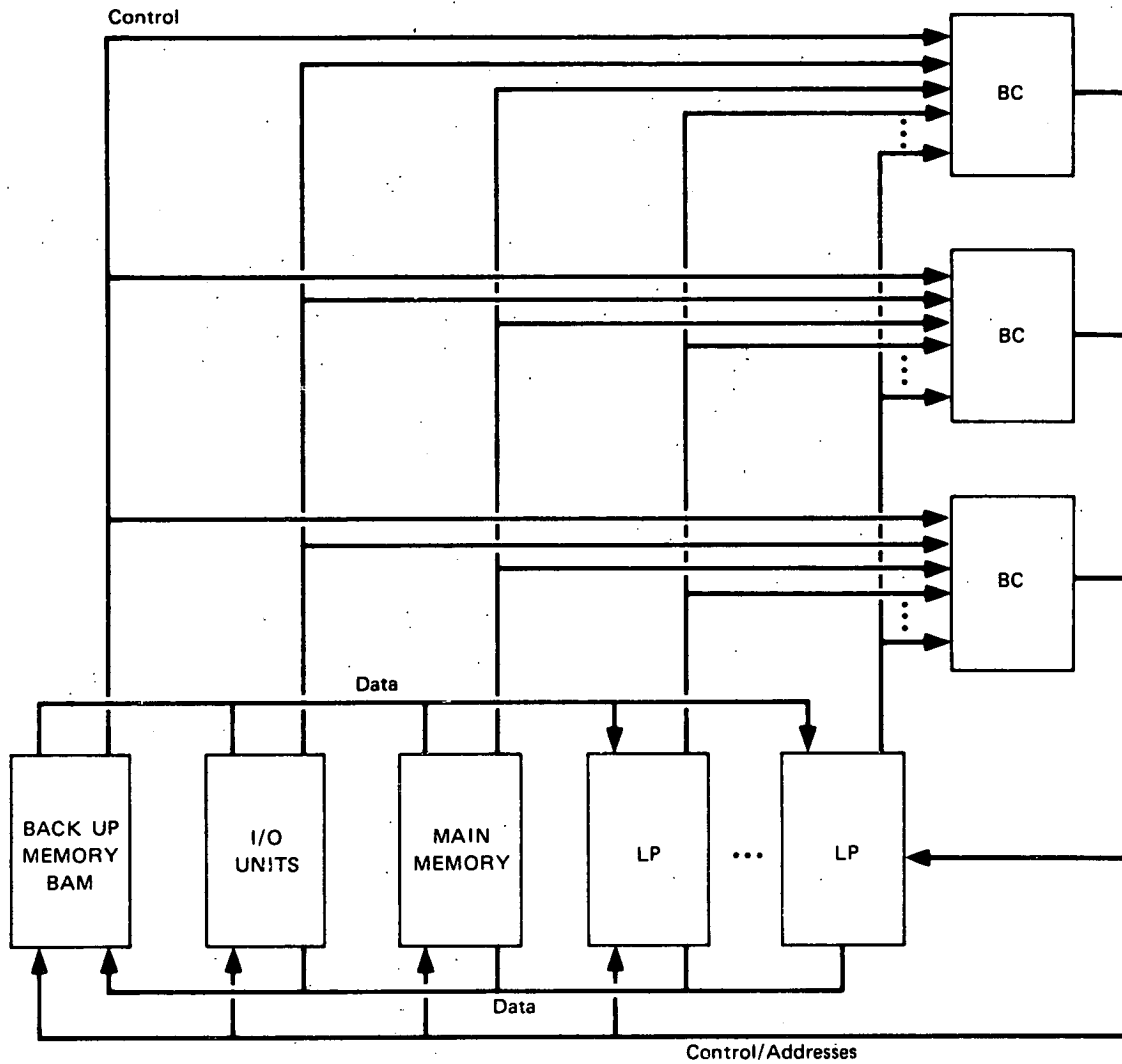 Control
BC
BC
BC
Data
BACK UP
MEMORY
BAM
I/O
UNITS
MAIN
MEMORY
LP
LP
Data
Control/Addresses